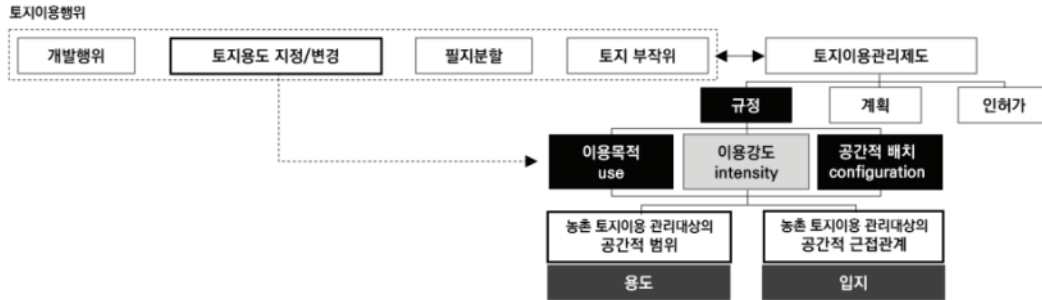 토지이용행위
개발행위
토지용도 지정/변경
필지분할
토지 부작위
토지이용관리제도
규정
계획
인허가
이용목적
use
이용강도
intensity
공간적 배치
configuration
농촌 토지이용 관리대상의
공간적 범위
농촌 토지이용 관리대상의
공간적 근접관계
용도
입지